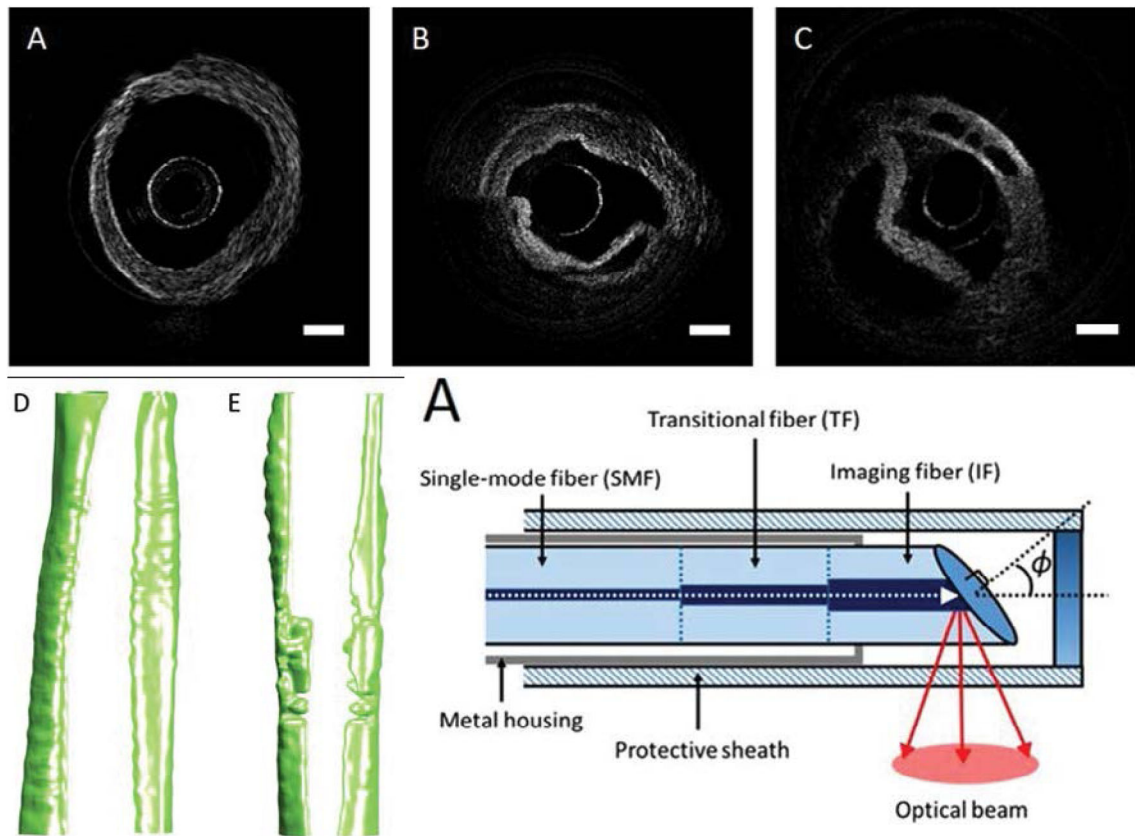 A
B
C
D
E
A
Transitional fiber (TF)
Single-mode fiber (SMF)
Imaging fiber (IF)
ϕ
Metal housing
Protective sheath
Optical beam